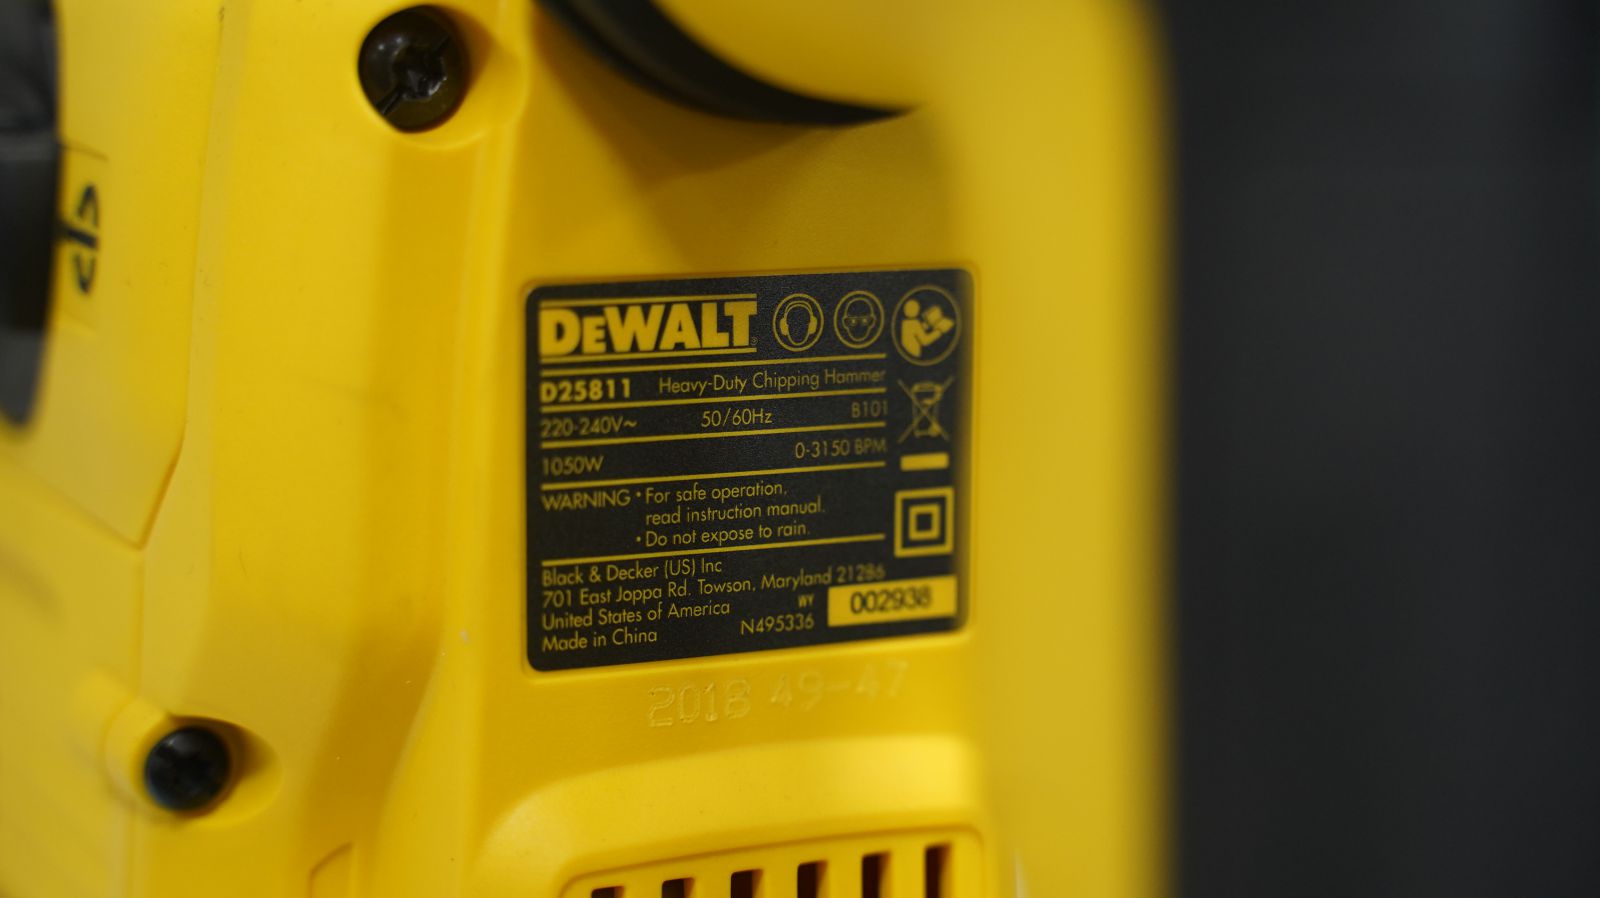 DEWALT
D25811 Heavy-Duty Chipping Hammer
220-240V~ 50/60Hz B101
1050W 0-3150 BPM
WARNING • For safe operation,
read instruction manual.
• Do not expose to rain.
Black & Decker (US) Inc
701 East Joppa Rd. Towson, Maryland 21286
United States of America WY 002938
Made in China N495336
2018 49-47